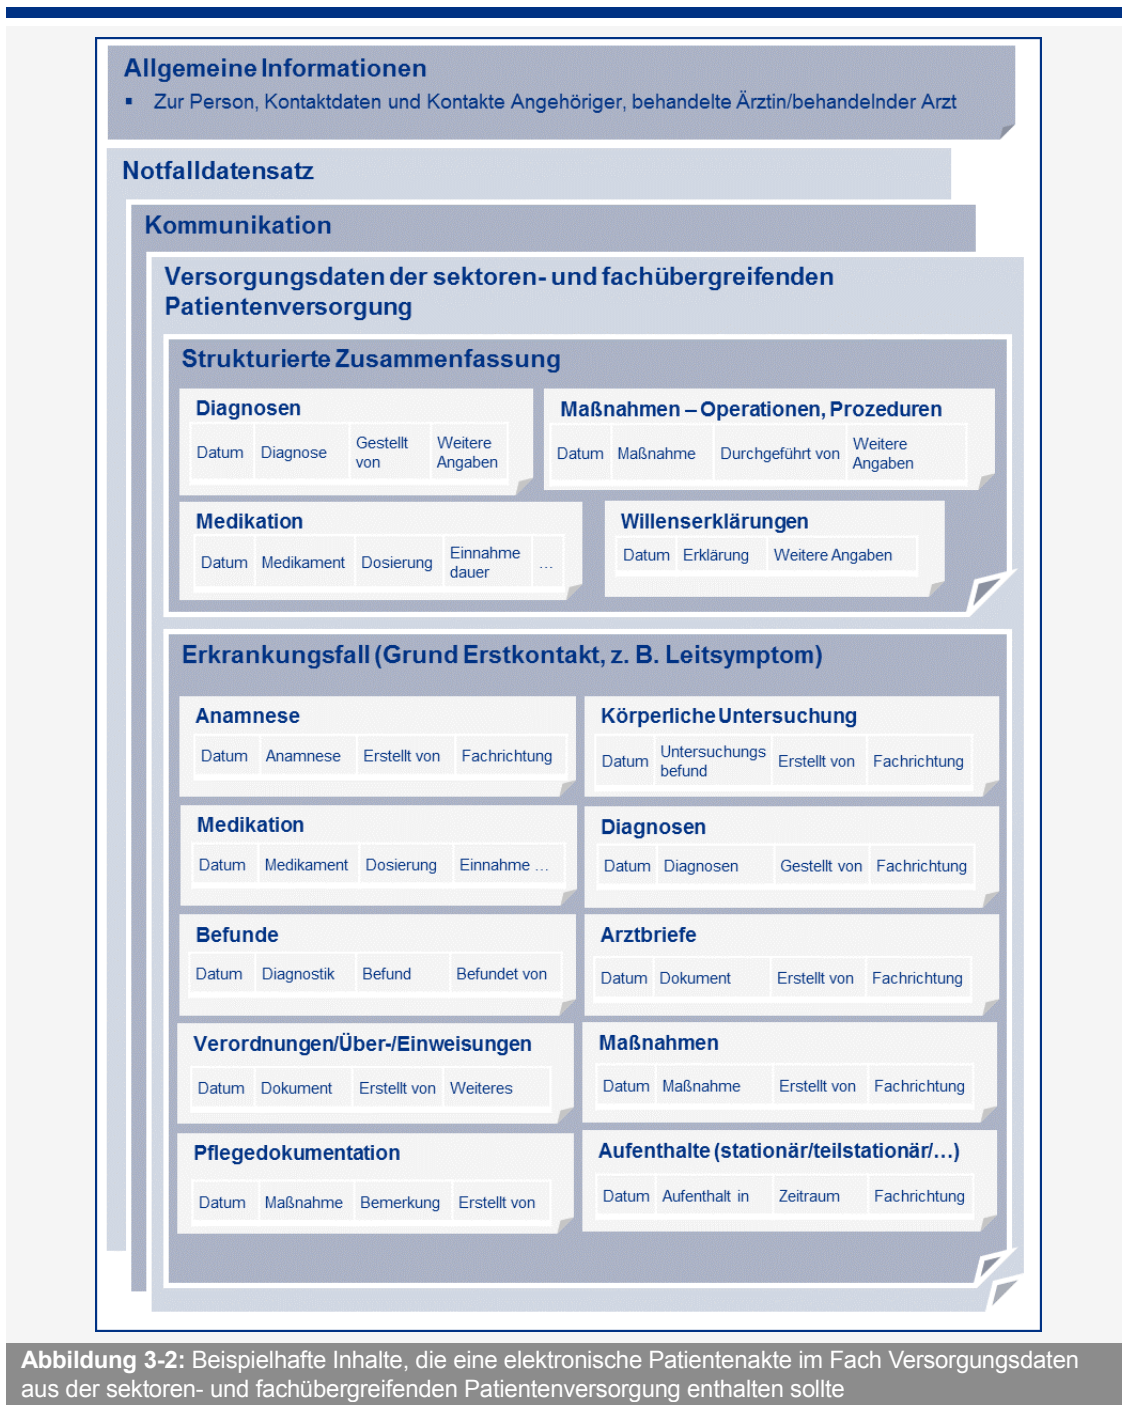 Allgemeine Informationen
▪ Zur Person, Kontaktdaten und Kontakte Angehöriger, behandelte Ärztin/behandelnder Arzt
Notfalldatensatz
Kommunikation
Versorgungsdaten der sektoren- und fachübergreifenden
Patientenversorgung
Strukturierte Zusammenfassung
Diagnosen
Datum Diagnose Gestellt von Weitere Angaben
Maßnahmen – Operationen, Prozeduren
Datum Maßnahme Durchgeführt von Weitere Angaben
Medikation
Datum Medikament Dosierung Einnahme dauer ...
Willenserklärungen
Datum Erklärung Weitere Angaben
Erkrankungsfall (Grund Erstkontakt, z. B. Leitsymptom)
Anamnese
Datum Anamnese Erstellt von Fachrichtung
Körperliche Untersuchung
Datum Untersuchungs befund Erstellt von Fachrichtung
Medikation
Datum Medikament Dosierung Einnahme ...
Diagnosen
Datum Diagnosen Gestellt von Fachrichtung
Befunde
Datum Diagnostik Befund Befundet von
Arztbriefe
Datum Dokument Erstellt von Fachrichtung
Verordnungen/Über-/Einweisungen
Datum Dokument Erstellt von Weiteres
Maßnahmen
Datum Maßnahme Erstellt von Fachrichtung
Pflegedokumentation
Datum Maßnahme Bemerkung Erstellt von
Aufenthalte (stationär/teilstationär/…)
Datum Aufenthalt in Zeitraum Fachrichtung
Abbildung 3-2: Beispielhafte Inhalte, die eine elektronische Patientenakte im Fach Versorgungsdaten
aus der sektoren- und fachübergreifenden Patientenversorgung enthalten sollte